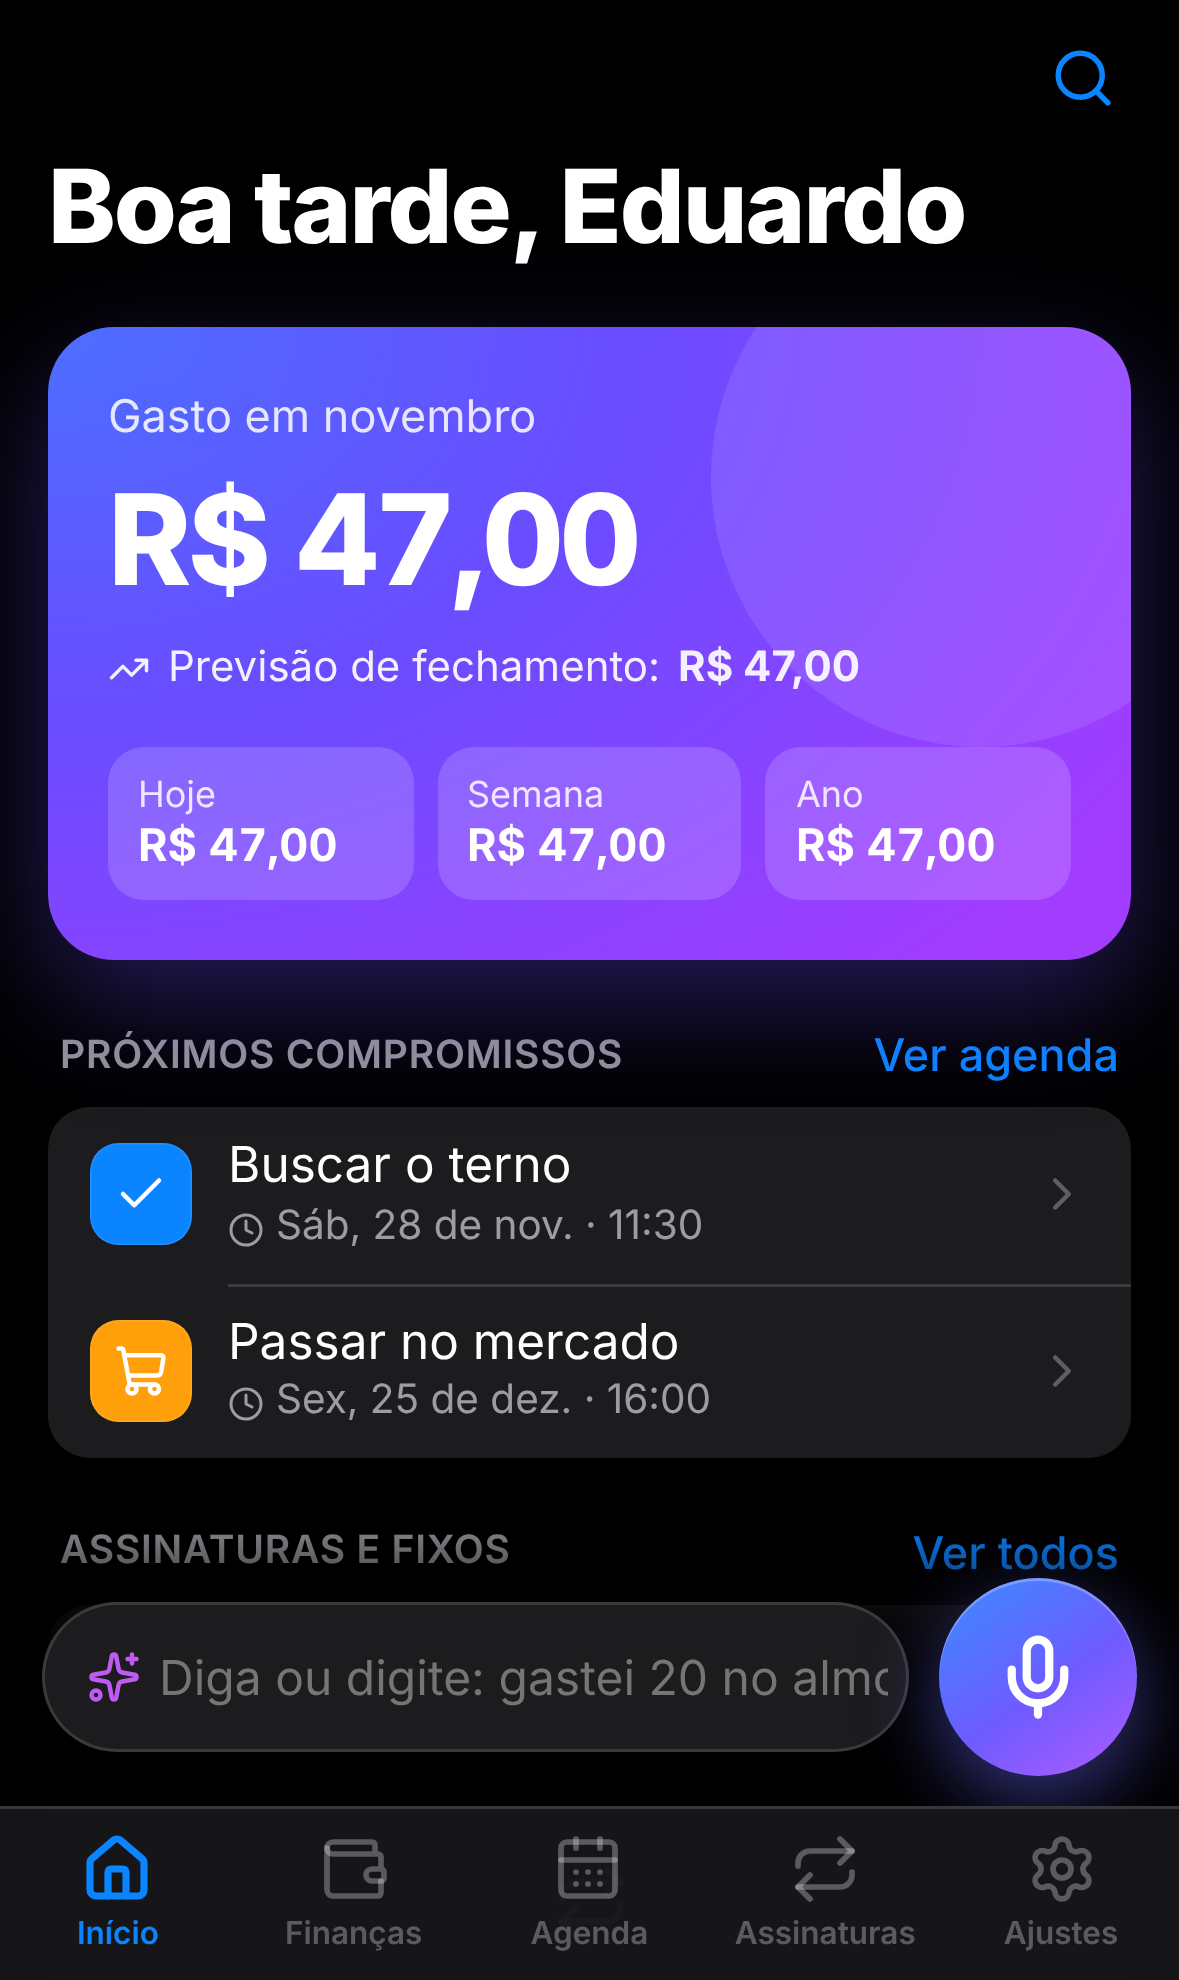 Boa tarde, Eduardo
Gasto em novembro
R$ 47,00
Previsão de fechamento: R$ 47,00
Hoje
R$ 47,00
Semana
R$ 47,00
Ano
R$ 47,00
PRÓXIMOS COMPROMISSOS
Ver agenda
Buscar o terno
Sáb, 28 de nov. · 11:30
Passar no mercado
Sex, 25 de dez. · 16:00
ASSINATURAS E FIXOS
Ver todos
Diga ou digite: gastei 20 no almo
Início
Finanças
Agenda
Assinaturas
Ajustes